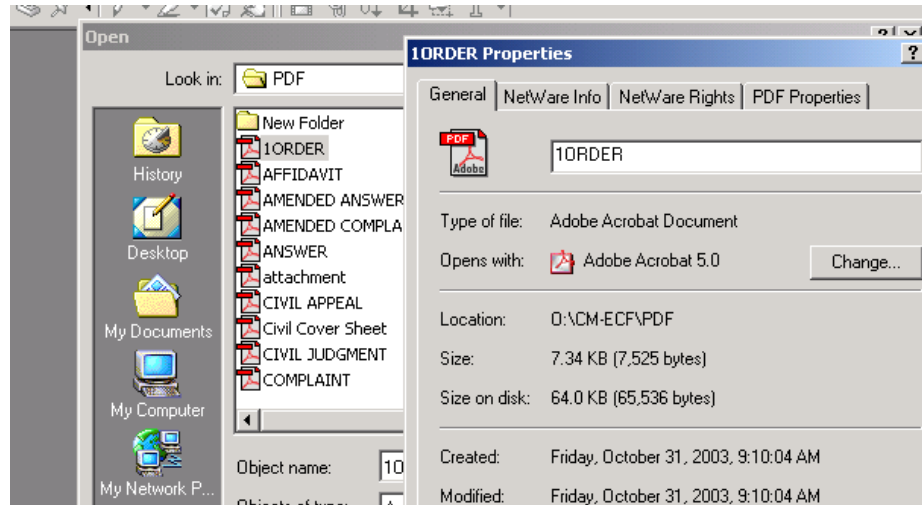 Open
Look in:
PDF
History
Desktop
My Documents
My Computer
My Network P...
New Folder
1ORDER
AFFIDAVIT
AMENDED ANSWER
AMENDED COMPLA
ANSWER
attachment
CIVIL APPEAL
Civil Cover Sheet
CIVIL JUDGMENT
COMPLAINT
Object name:
10
Objects of type:
1ORDER Properties
General
NetWare Info
NetWare Rights
PDF Properties
PDF
Adobe
1ORDER
Type of file: Adobe Acrobat Document
Opens with: Adobe Acrobat 5.0
Change...
Location: O:\CM-ECF\PDF
Size: 7.34 KB (7,525 bytes)
Size on disk: 64.0 KB (65,536 bytes)
Created: Friday, October 31, 2003, 9:10:04 AM
Modified: Friday, October 31, 2003, 9:10:04 AM